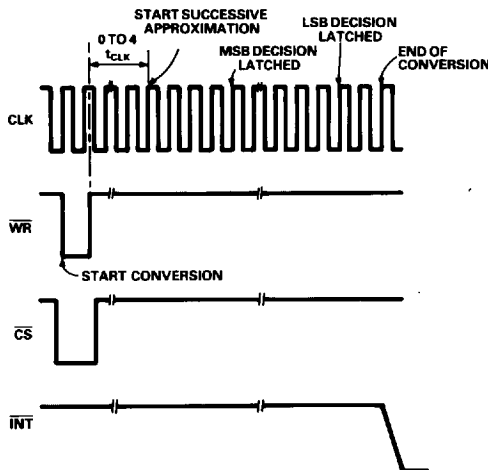 START SUCCESSIVE
APPROXIMATION
0 TO 4
tCLK
MSB DECISION
LATCHED
LSB DECISION
LATCHED
END OF
CONVERSION
CLK
WR
START CONVERSION
CS
INT